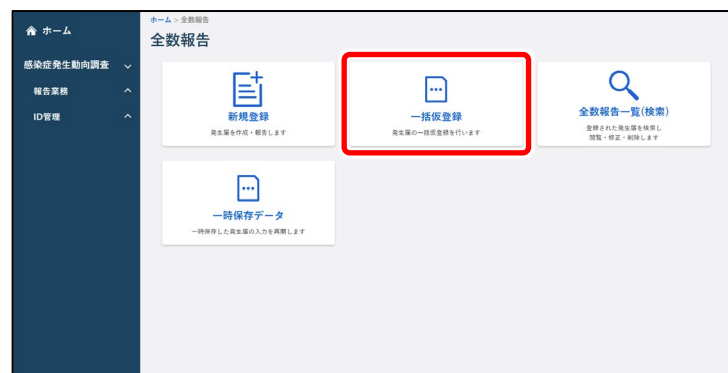 ホーム
感染症発生動向調査
報告業務
ID管理
ホーム > 全数報告
全数報告
新規登録
発生届を作成・報告します
一括仮登録
発生届の一括仮登録を行います
全数報告一覧(検索)
登録された発生届を検索し
閲覧・修正・削除します
一時保存データ
一時保存した発生届の入力を再開します